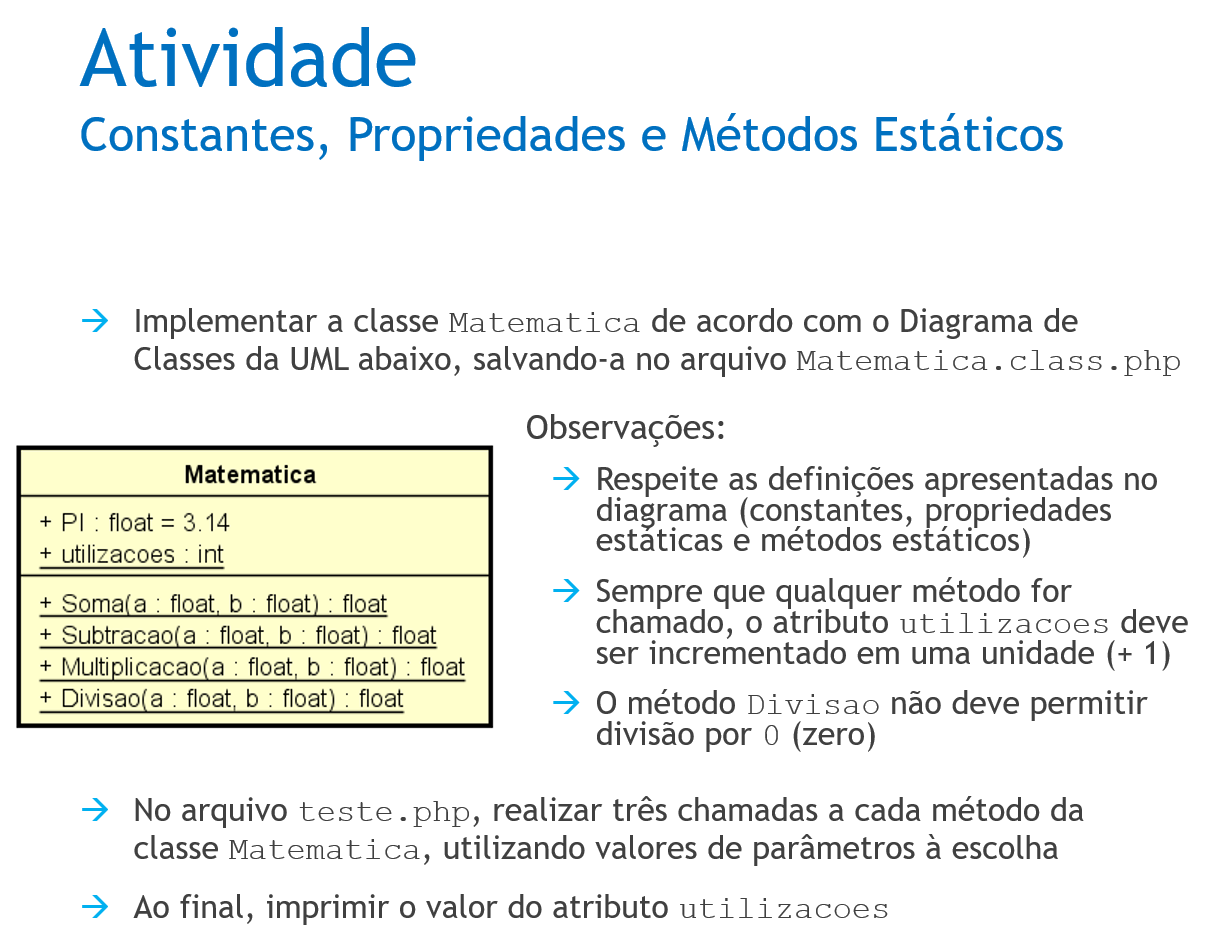 Atividade
Constantes, Propriedades e Métodos Estáticos
→ Implementar a classe Matematica de acordo com o Diagrama de
Classes da UML abaixo, salvando-a no arquivo Matematica.class.php
Matematica
+ PI : float = 3.14
+ utilizacoes : int
+ Soma(a : float, b : float) : float
+ Subtracao(a : float, b : float) : float
+ Multiplicacao(a : float, b : float) : float
+ Divisao(a : float, b : float) : float
Observações:
→ Respeite as definições apresentadas no
diagrama (constantes, propriedades
estáticas e métodos estáticos)
→ Sempre que qualquer método for
chamado, o atributo utilizacoes deve
ser incrementado em uma unidade (+ 1)
→ O método Divisao não deve permitir
divisão por 0 (zero)
→ No arquivo teste.php, realizar três chamadas a cada método da
classe Matematica, utilizando valores de parâmetros à escolha
→ Ao final, imprimir o valor do atributo utilizacoes